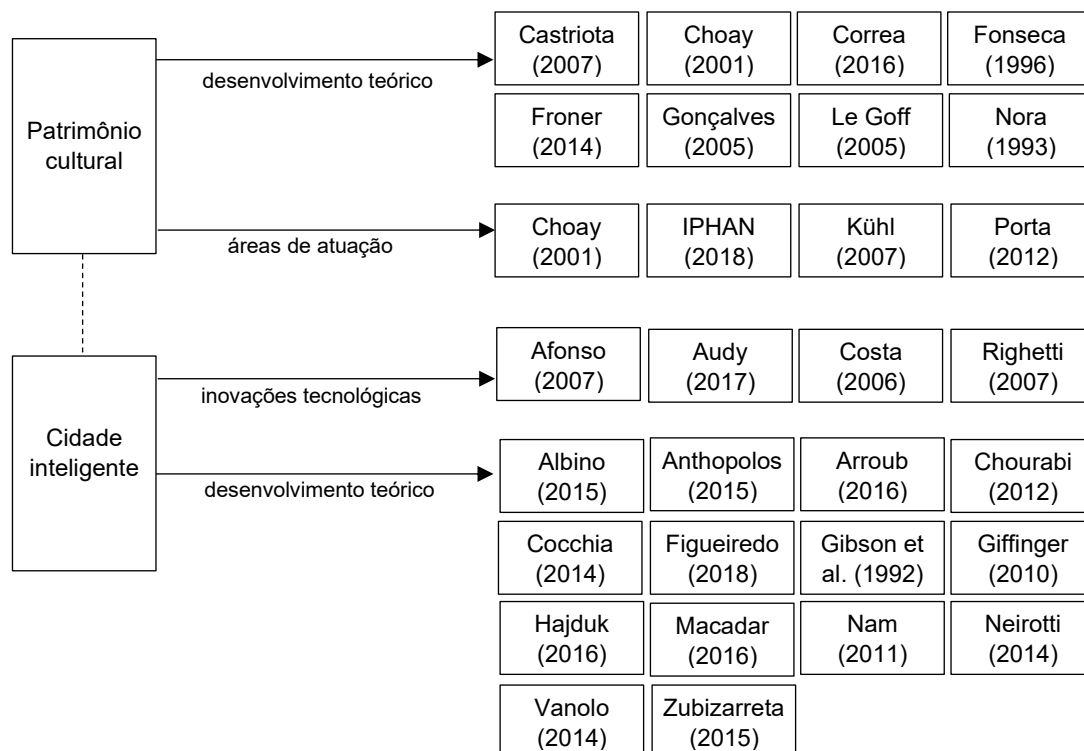 Patrimônio
cultural
desenvolvimento teórico
Castriota
(2007)
Choay
(2001)
Correa
(2016)
Fonseca
(1996)
Froner
(2014)
Gonçalves
(2005)
Le Goff
(2005)
Nora
(1993)
áreas de atuação
Choay
(2001)
IPHAN
(2018)
Kühl
(2007)
Porta
(2012)
Cidade
inteligente
inovações tecnológicas
Afonso
(2007)
Audy
(2017)
Costa
(2006)
Righetti
(2007)
desenvolvimento teórico
Albino
(2015)
Anthopolos
(2015)
Arroub
(2016)
Chourabi
(2012)
Cocchia
(2014)
Figueiredo
(2018)
Gibson et
al. (1992)
Giffinger
(2010)
Hajduk
(2016)
Macadar
(2016)
Nam
(2011)
Neirotti
(2014)
Vanolo
(2014)
Zubizarreta
(2015)